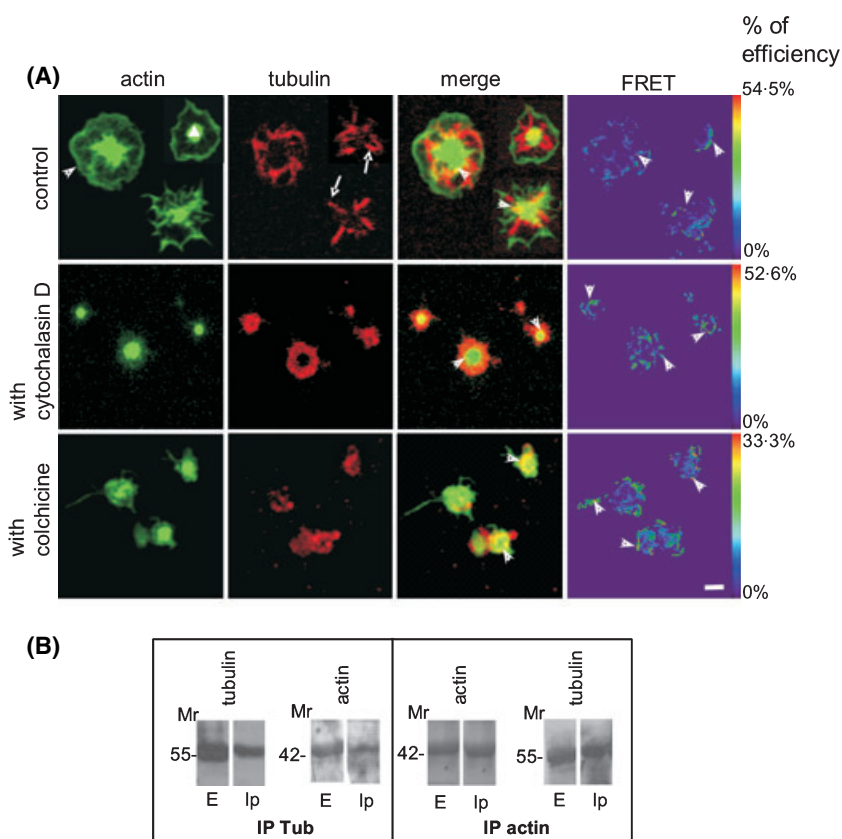 % of
efficiency
(A)
actin
tubulin
merge
FRET
control
54·5%
0%
with
cytochalasin D
52·6%
0%
with
colchicine
33·3%
0%
(B)
tubulin
actin
actin
tubulin
Mr
Mr
Mr
Mr
55-
42-
42-
55-
E
Ip
E
Ip
E
Ip
E
Ip
IP Tub
IP actin